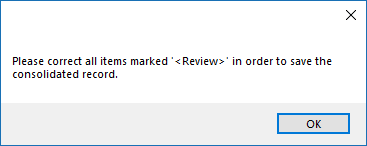 Please correct all items marked '<Review>' in order to save the
consolidated record.
OK